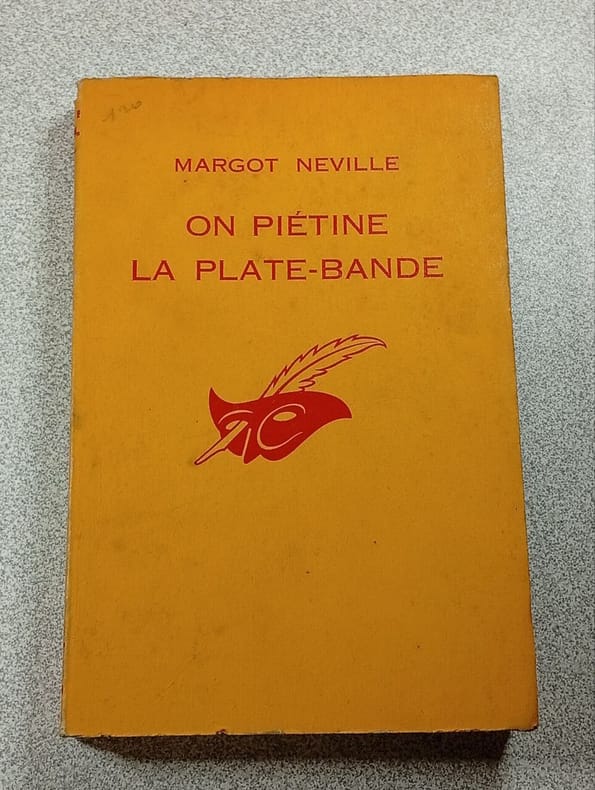 MARGOT NEVILLE
ON PIÉTINE
LA PLATE-BANDE